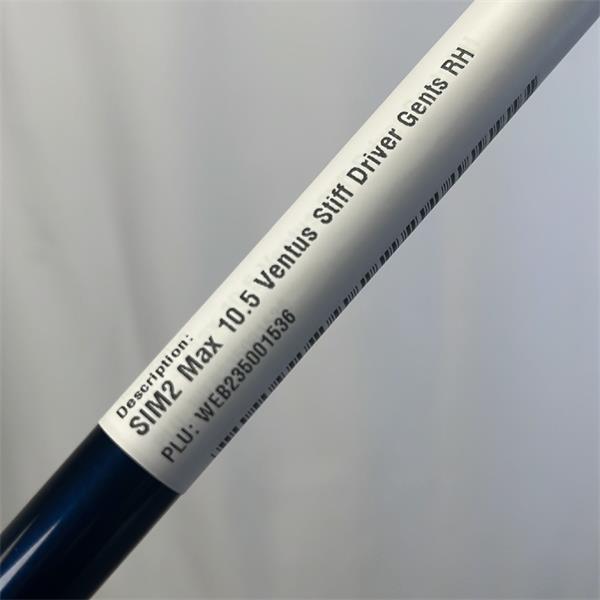 Description:
SIM2 Max 10.5 Ventus Stiff Driver Gents RH
PLU: WEB235001536